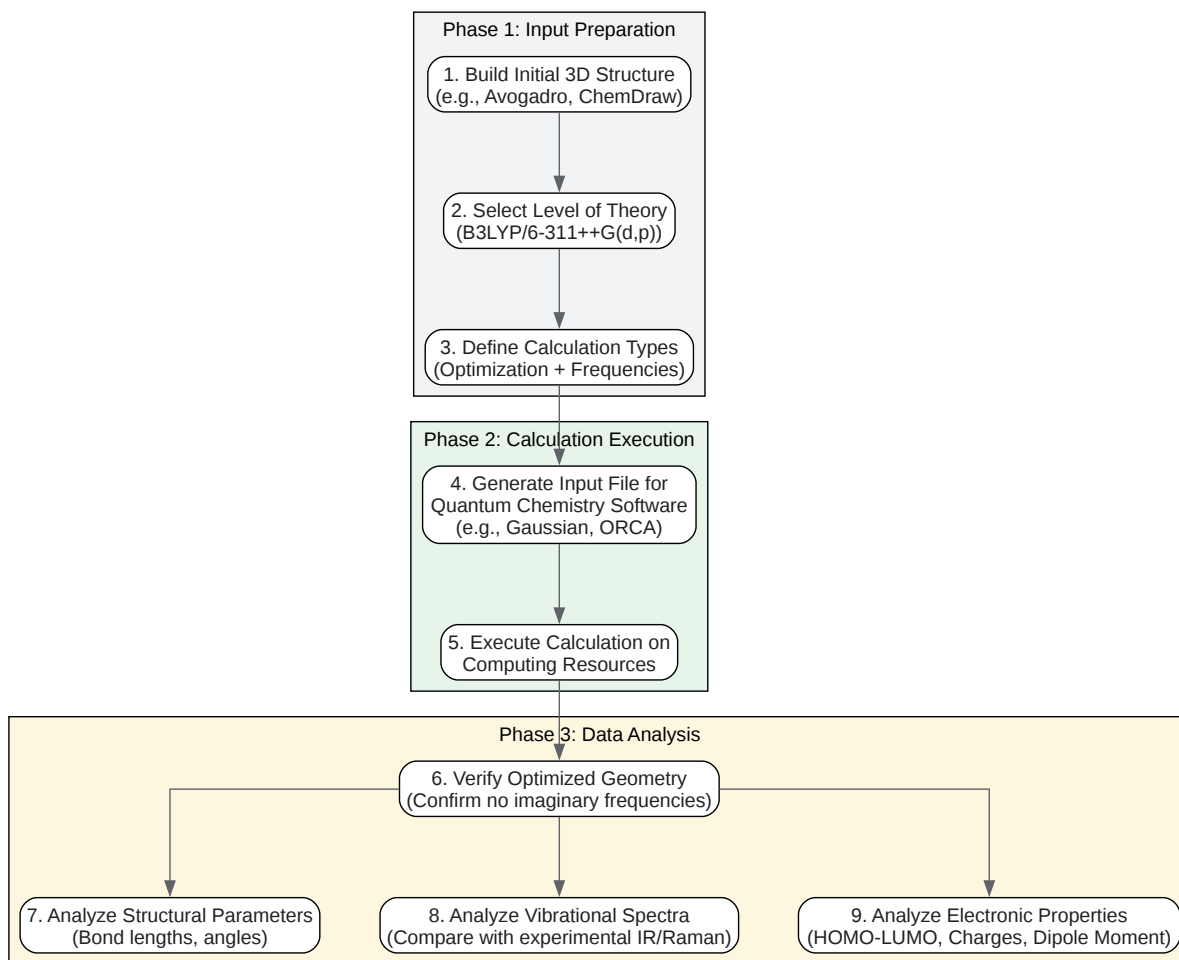 Phase 1: Input Preparation
1. Build Initial 3D Structure
(e.g., Avogadro, ChemDraw)
2. Select Level of Theory
(B3LYP/6-311++G(d,p))
3. Define Calculation Types
(Optimization + Frequencies)
Phase 2: Calculation Execution
4. Generate Input File for
Quantum Chemistry Software
(e.g., Gaussian, ORCA)
5. Execute Calculation on
Computing Resources
Phase 3: Data Analysis
6. Verify Optimized Geometry
(Confirm no imaginary frequencies)
7. Analyze Structural Parameters
(Bond lengths, angles)
8. Analyze Vibrational Spectra
(Compare with experimental IR/Raman)
9. Analyze Electronic Properties
(HOMO-LUMO, Charges, Dipole Moment)